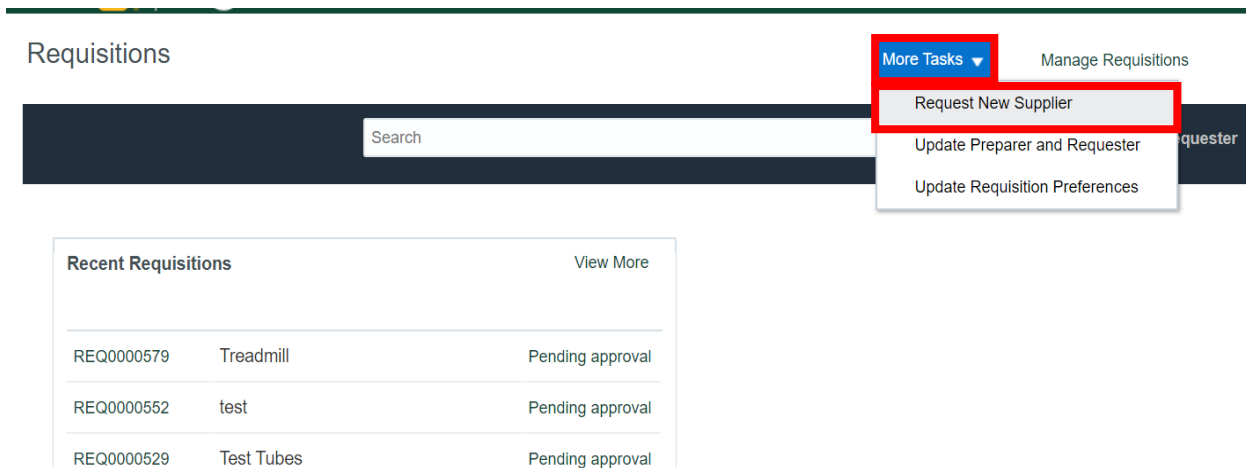 Requisitions
More Tasks
Manage Requisitions
Request New Supplier
Search
quester
Update Preparer and Requester
Update Requisition Preferences
Recent Requisitions
View More
REQ0000579 Treadmill Pending approval
REQ0000552 test Pending approval
REQ0000529 Test Tubes Pending approval